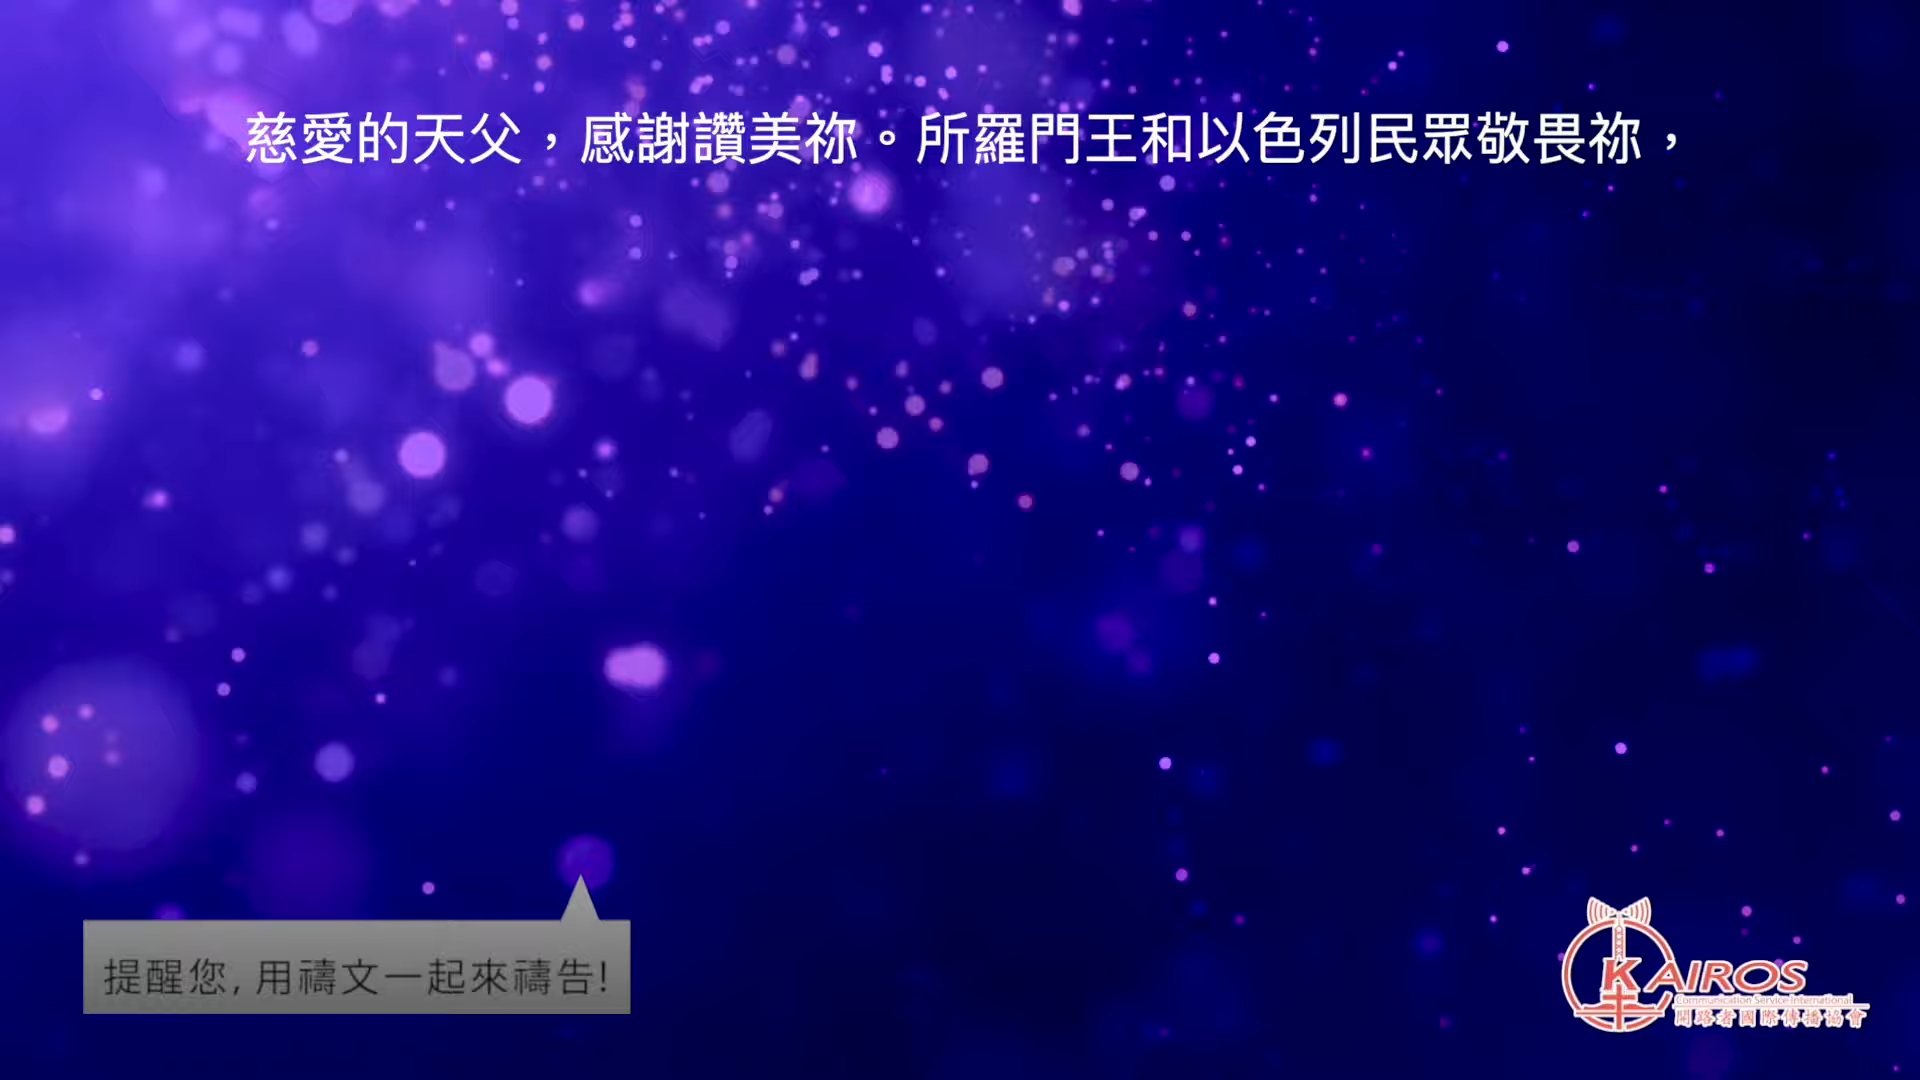 慈愛的天父，感謝讚美祢。所羅門王和以色列民眾敬畏祢，
提醒您, 用禱文一起來禱告!
KAIROS
Communication Service International
開路者國際傳播協會